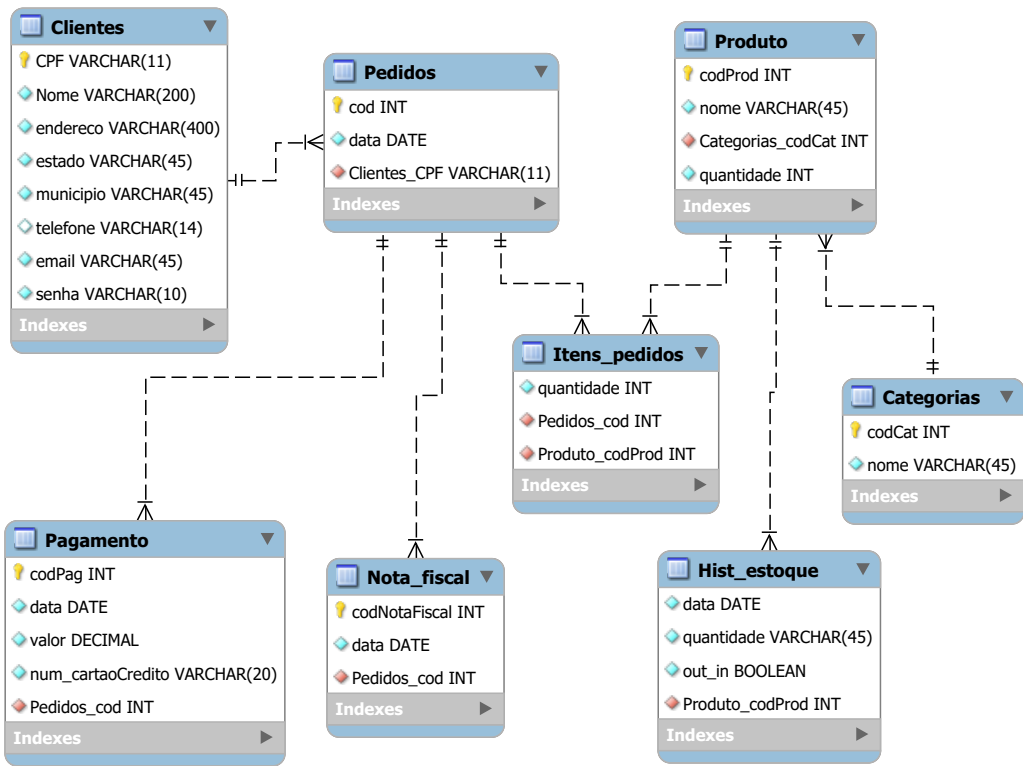 Clientes
CPF VARCHAR(11)
Nome VARCHAR(200)
endereco VARCHAR(400)
estado VARCHAR(45)
municipio VARCHAR(45)
telefone VARCHAR(14)
email VARCHAR(45)
senha VARCHAR(10)
Indexes
Pedidos
cod INT
data DATE
Clientes_CPF VARCHAR(11)
Indexes
Produto
codProd INT
nome VARCHAR(45)
Categorias_codCat INT
quantidade INT
Indexes
Itens_pedidos
quantidade INT
Pedidos_cod INT
Produto_codProd INT
Indexes
Categorias
codCat INT
nome VARCHAR(45)
Indexes
Pagamento
codPag INT
data DATE
valor DECIMAL
num_cartaoCredito VARCHAR(20)
Pedidos_cod INT
Indexes
Nota_fiscal
codNotaFiscal INT
data DATE
Pedidos_cod INT
Indexes
Hist_estoque
data DATE
quantidade VARCHAR(45)
out_in BOOLEAN
Produto_codProd INT
Indexes